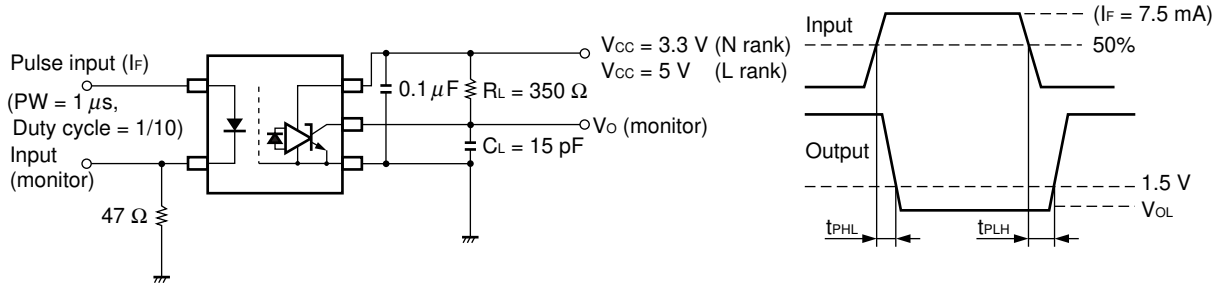 Pulse input (IF)
(PW = 1 μs,
Duty cycle = 1/10)
Input
(monitor)
47 Ω
0.1 μF
RL = 350 Ω
CL = 15 pF
VCC = 3.3 V (N rank)
VCC = 5 V (L rank)
VO (monitor)
Input
(IF = 7.5 mA)
50%
Output
1.5 V
VOL
tPHL
tPLH